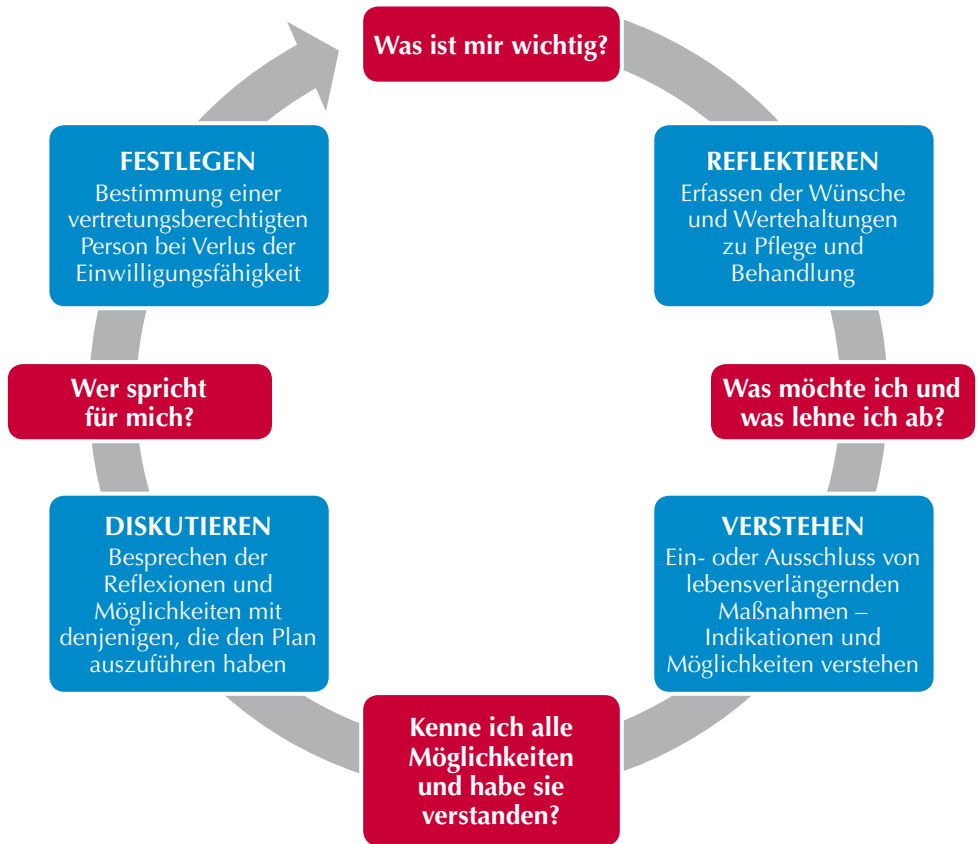 Was ist mir wichtig?
REFLEKTIEREN
Erfassen der Wünsche
und Wertehaltungen
zu Pflege und
Behandlung
Was möchte ich und
was lehne ich ab?
VERSTEHEN
Ein- oder Ausschluss von
lebensverlängernden
Maßnahmen –
Indikationen und
Möglichkeiten verstehen
Kenne ich alle
Möglichkeiten
und habe sie
verstanden?
DISKUTIEREN
Besprechen der
Reflexionen und
Möglichkeiten mit
denjenigen, die den Plan
auszuführen haben
Wer spricht
für mich?
FESTLEGEN
Bestimmung einer
vertretungsberechtigten
Person bei Verlus der
Einwilligungsfähigkeit